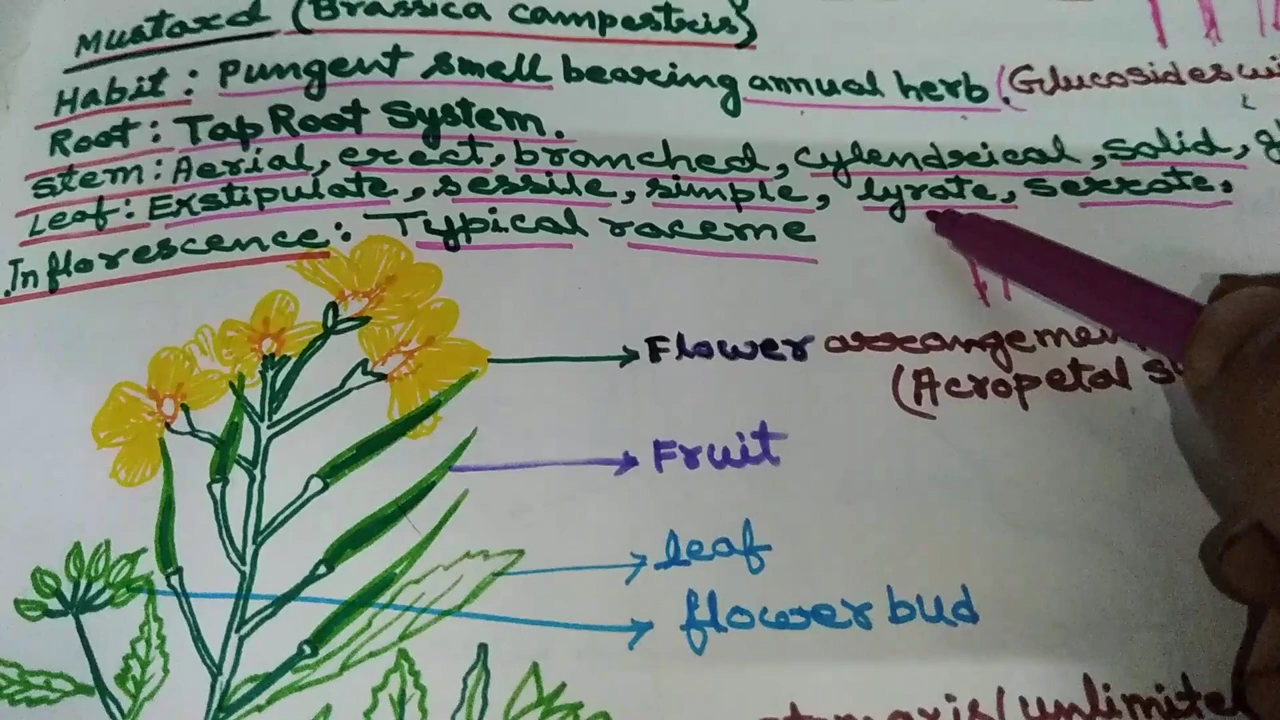 Mustard (Brassica campestris)
Habit: Pungent smell bearing annual herb (Glucosides
Root: Tap Root System.
Stem: Aerial, erect, branched, cylendrical, solid,
Leaf: Exstipulate, sessile, simple, lyrate, serrate.
Inflorescence: Typical raceme
Flower
(Acropetal
Fruit
leaf
flower bud